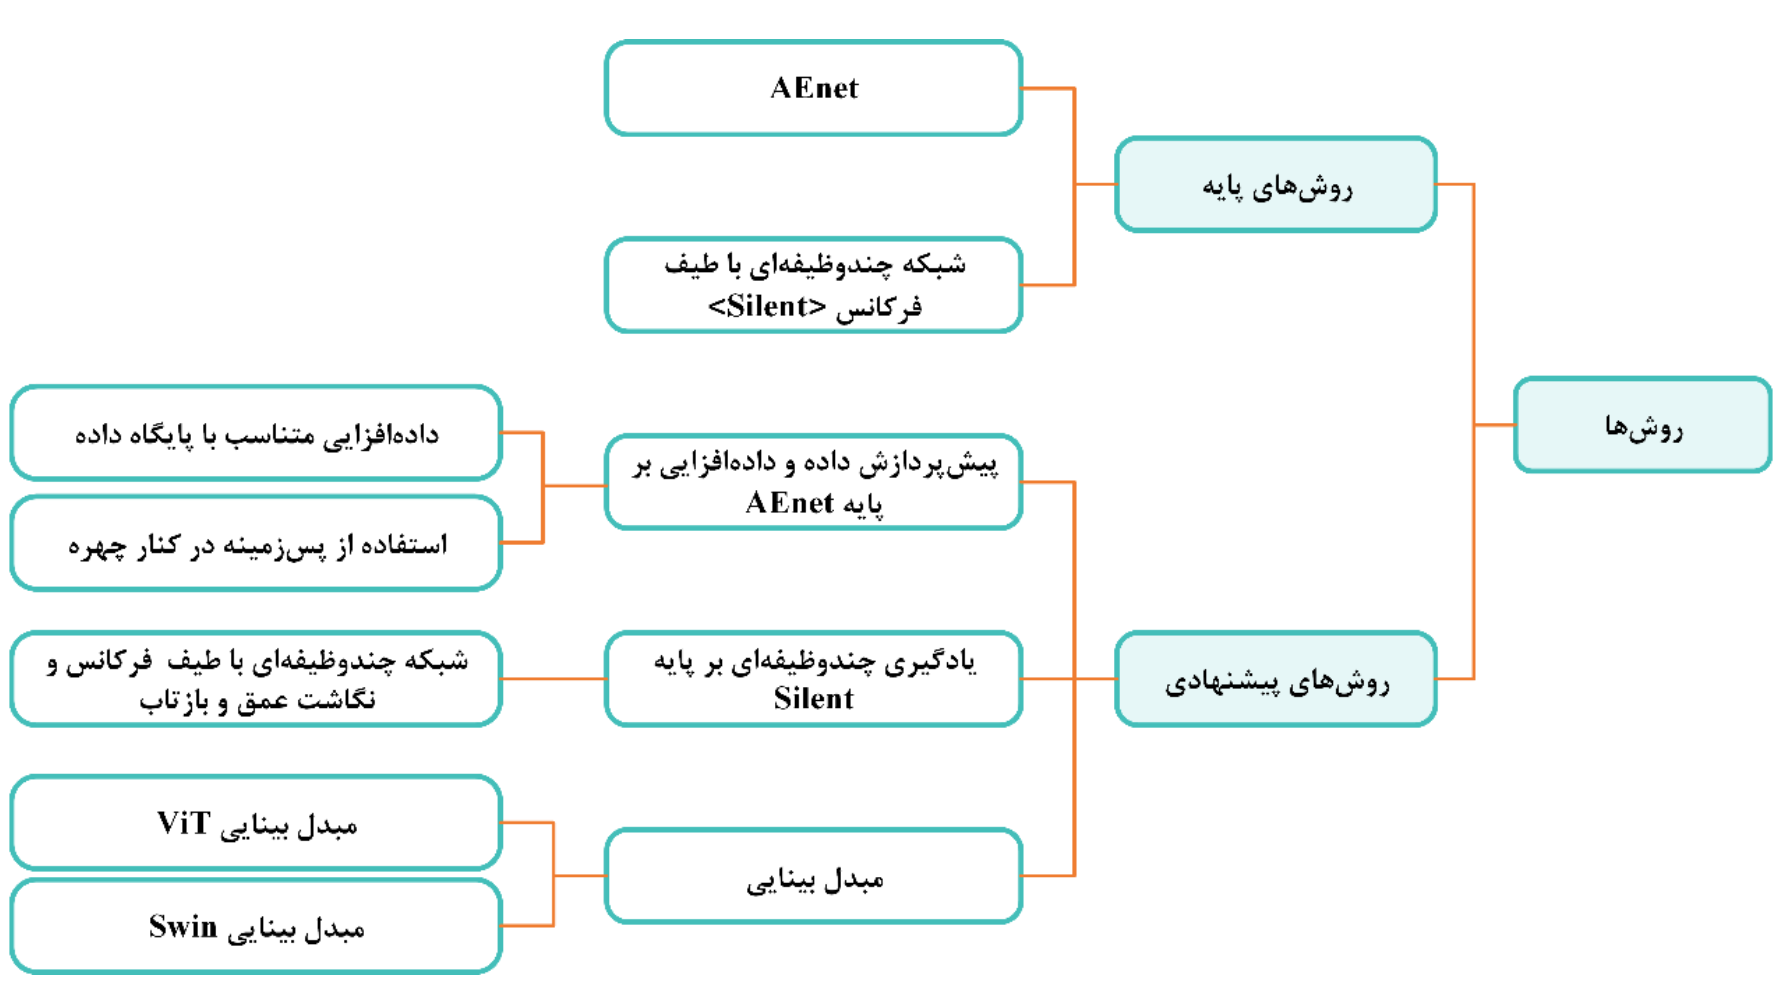 روش‌ها
روش‌های پایه
AEnet
شبکه چندوظیفه‌ای با طیف
فرکانس <Silent>
روش‌های پیشنهادی
پیش‌پردازش داده و داده‌افزایی بر
پایه AEnet
داده‌افزایی متناسب با پایگاه داده
استفاده از پس‌زمینه در کنار چهره
یادگیری چندوظیفه‌ای بر پایه
Silent
شبکه چندوظیفه‌ای با طیف فرکانس و
نگاشت عمق و بازتاب
مبدل بینایی
مبدل بینایی ViT
مبدل بینایی Swin